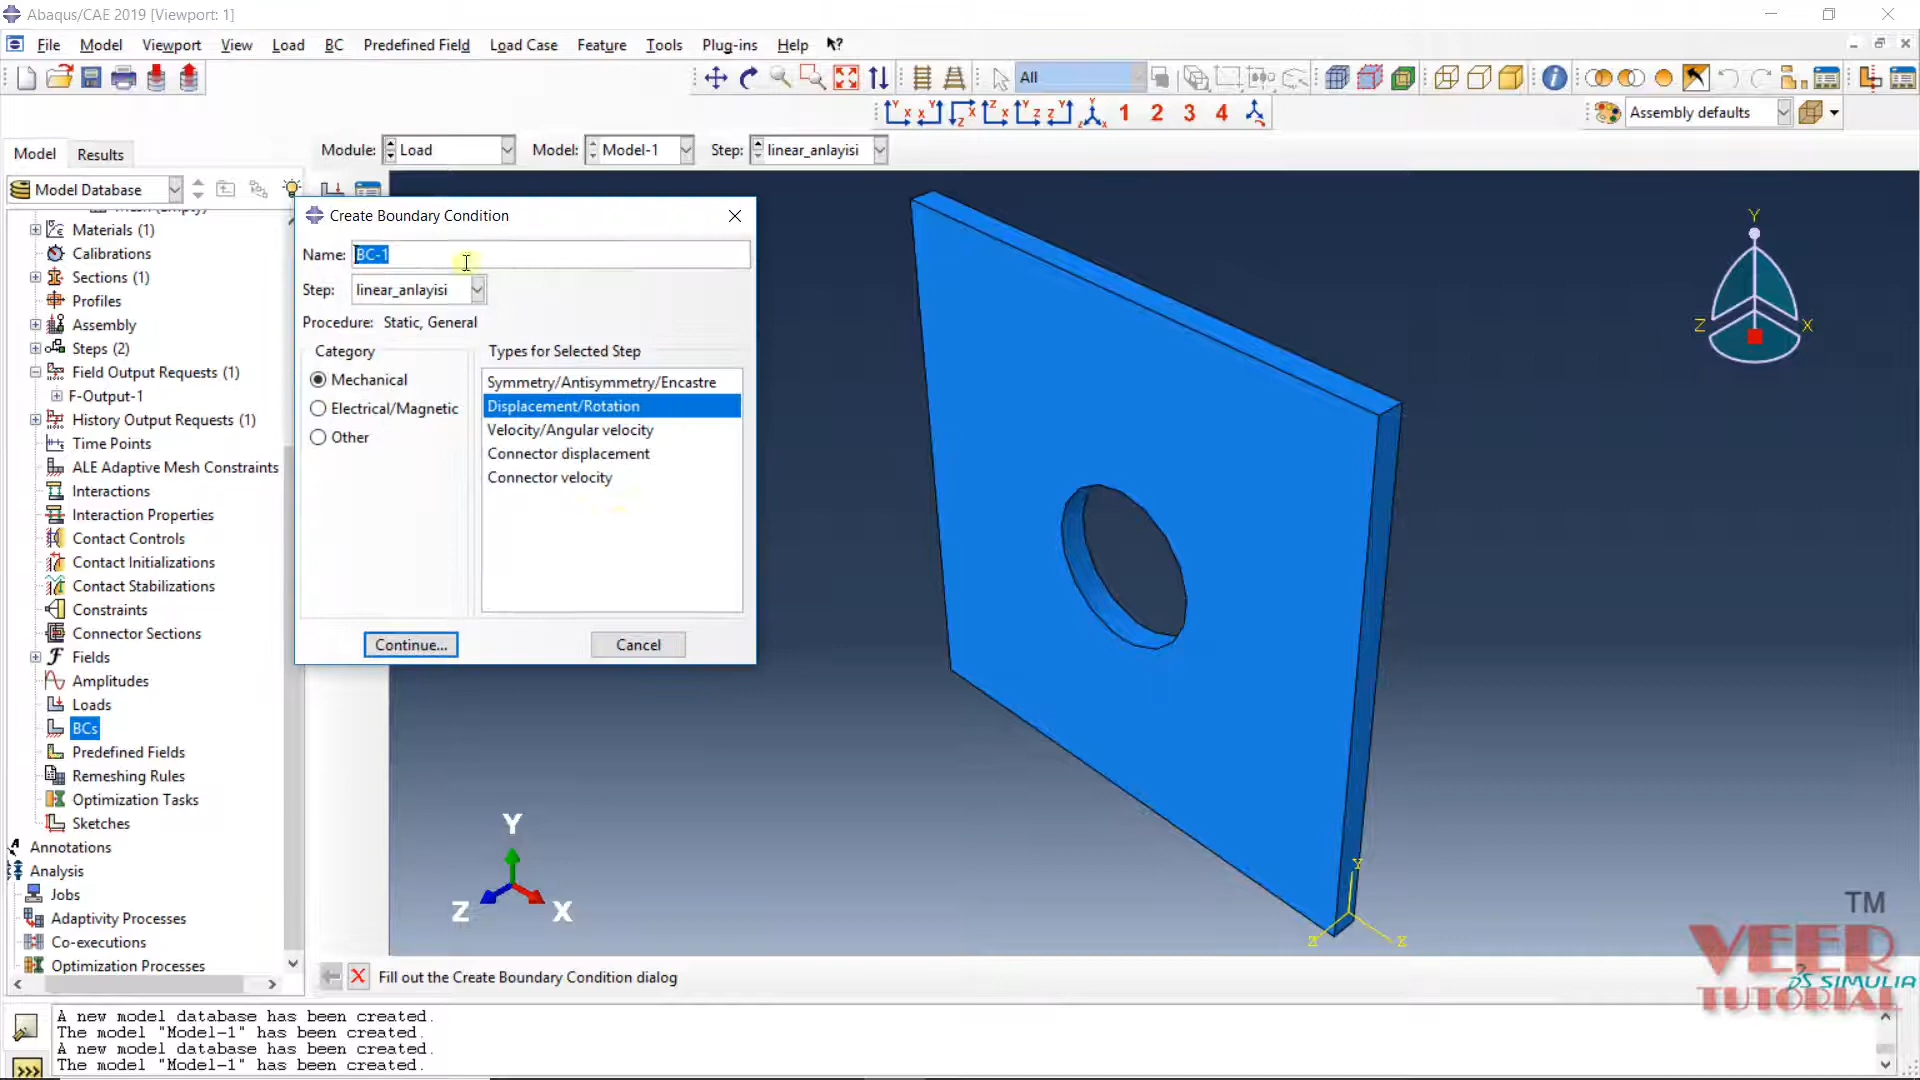 Abaqus/CAE 2019 [Viewport: 1]
File Model Viewport View Load BC Predefined Field Load Case Feature Tools Plug-ins Help
All
1 2 3 4
Assembly defaults
Model Results
Module: Load Model: Model-1 Step: linear_anlayisi
Model Database
Materials (1)
Calibrations
Sections (1)
Profiles
Assembly
Steps (2)
Field Output Requests (1)
F-Output-1
History Output Requests (1)
Time Points
ALE Adaptive Mesh Constraints
Interactions
Interaction Properties
Contact Controls
Contact Initializations
Contact Stabilizations
Constraints
Connector Sections
Fields
Amplitudes
Loads
BCs
Predefined Fields
Remeshing Rules
Optimization Tasks
Sketches
Annotations
Analysis
Jobs
Adaptivity Processes
Co-executions
Optimization Processes
Create Boundary Condition
Name: BC-1
Step: linear_anlayisi
Procedure: Static, General
Category
Mechanical
Electrical/Magnetic
Other
Types for Selected Step
Symmetry/Antisymmetry/Encastre
Displacement/Rotation
Velocity/Angular velocity
Connector displacement
Connector velocity
Continue... Cancel
Y
Z X
Y
Z X
Y
Z X
TM
VEER
SIMULIA
TUTORIAL
Fill out the Create Boundary Condition dialog
A new model database has been created.
The model "Model-1" has been created.
A new model database has been created.
The model "Model-1" has been created.
>>>